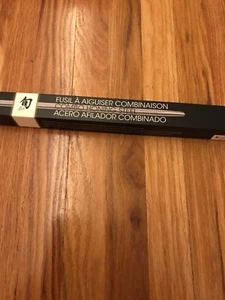 旬
FUSIL À AIGUISER COMBINAISON
ACERO AFILADOR COMBINADO